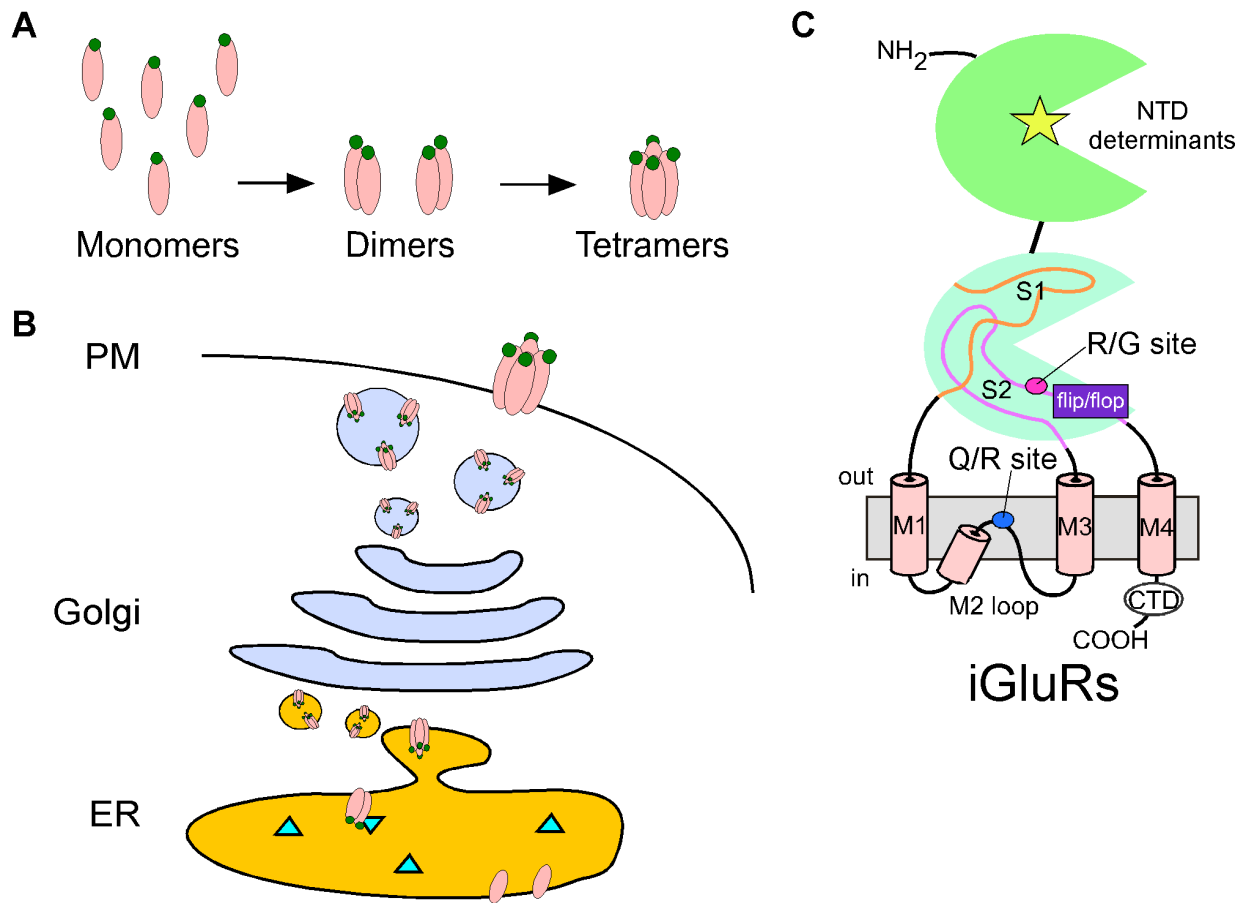 A
Monomers
Dimers
Tetramers
B
PM
Golgi
ER
C
NH2
NTD
determinants
S1
R/G site
S2
flip/flop
Q/R site
out
M1
M3
M4
in
M2 loop
CTD
COOH
iGluRs